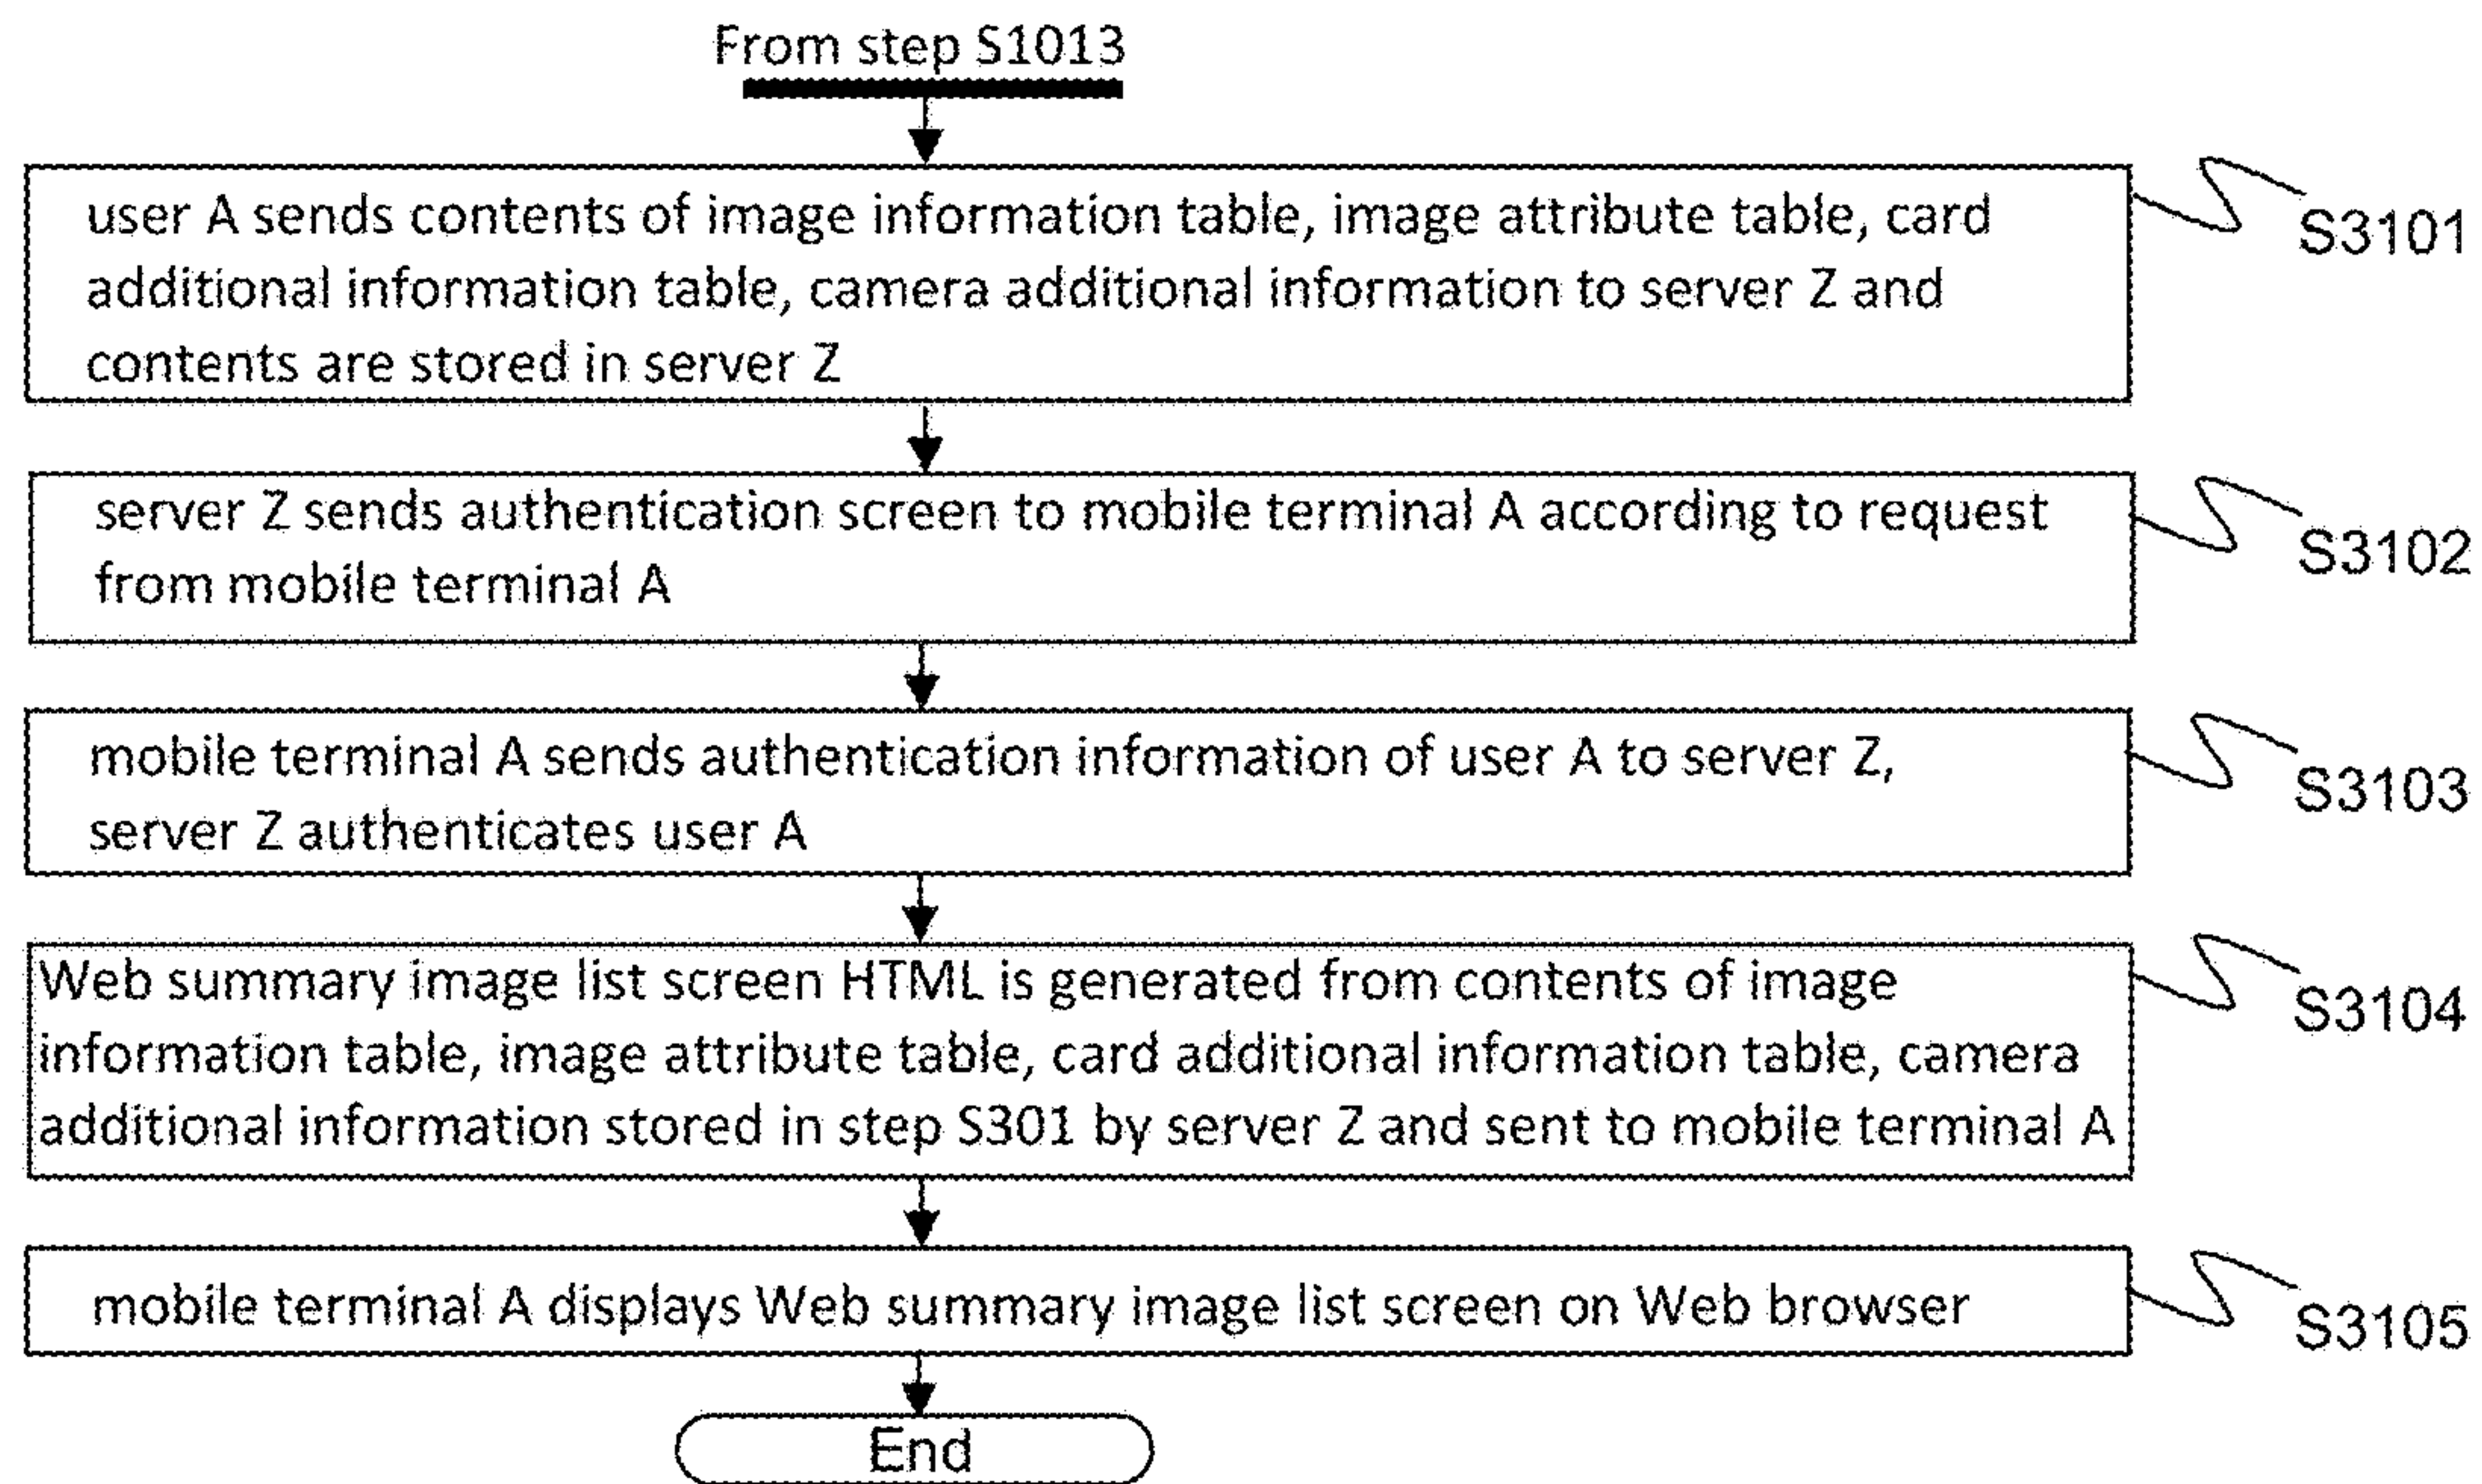 From step S1013
user A sends contents of image information table, image attribute table, card
additional information table, camera additional information to server Z and
contents are stored in server Z
S3101
server Z sends authentication screen to mobile terminal A according to request
from mobile terminal A
S3102
mobile terminal A sends authentication information of user A to server Z,
server Z authenticates user A
S3103
Web summary image list screen HTML is generated from contents of image
information table, image attribute table, card additional information table, camera
additional information stored in step S301 by server Z and sent to mobile terminal A
S3104
mobile terminal A displays Web summary image list screen on Web browser
S3105
End